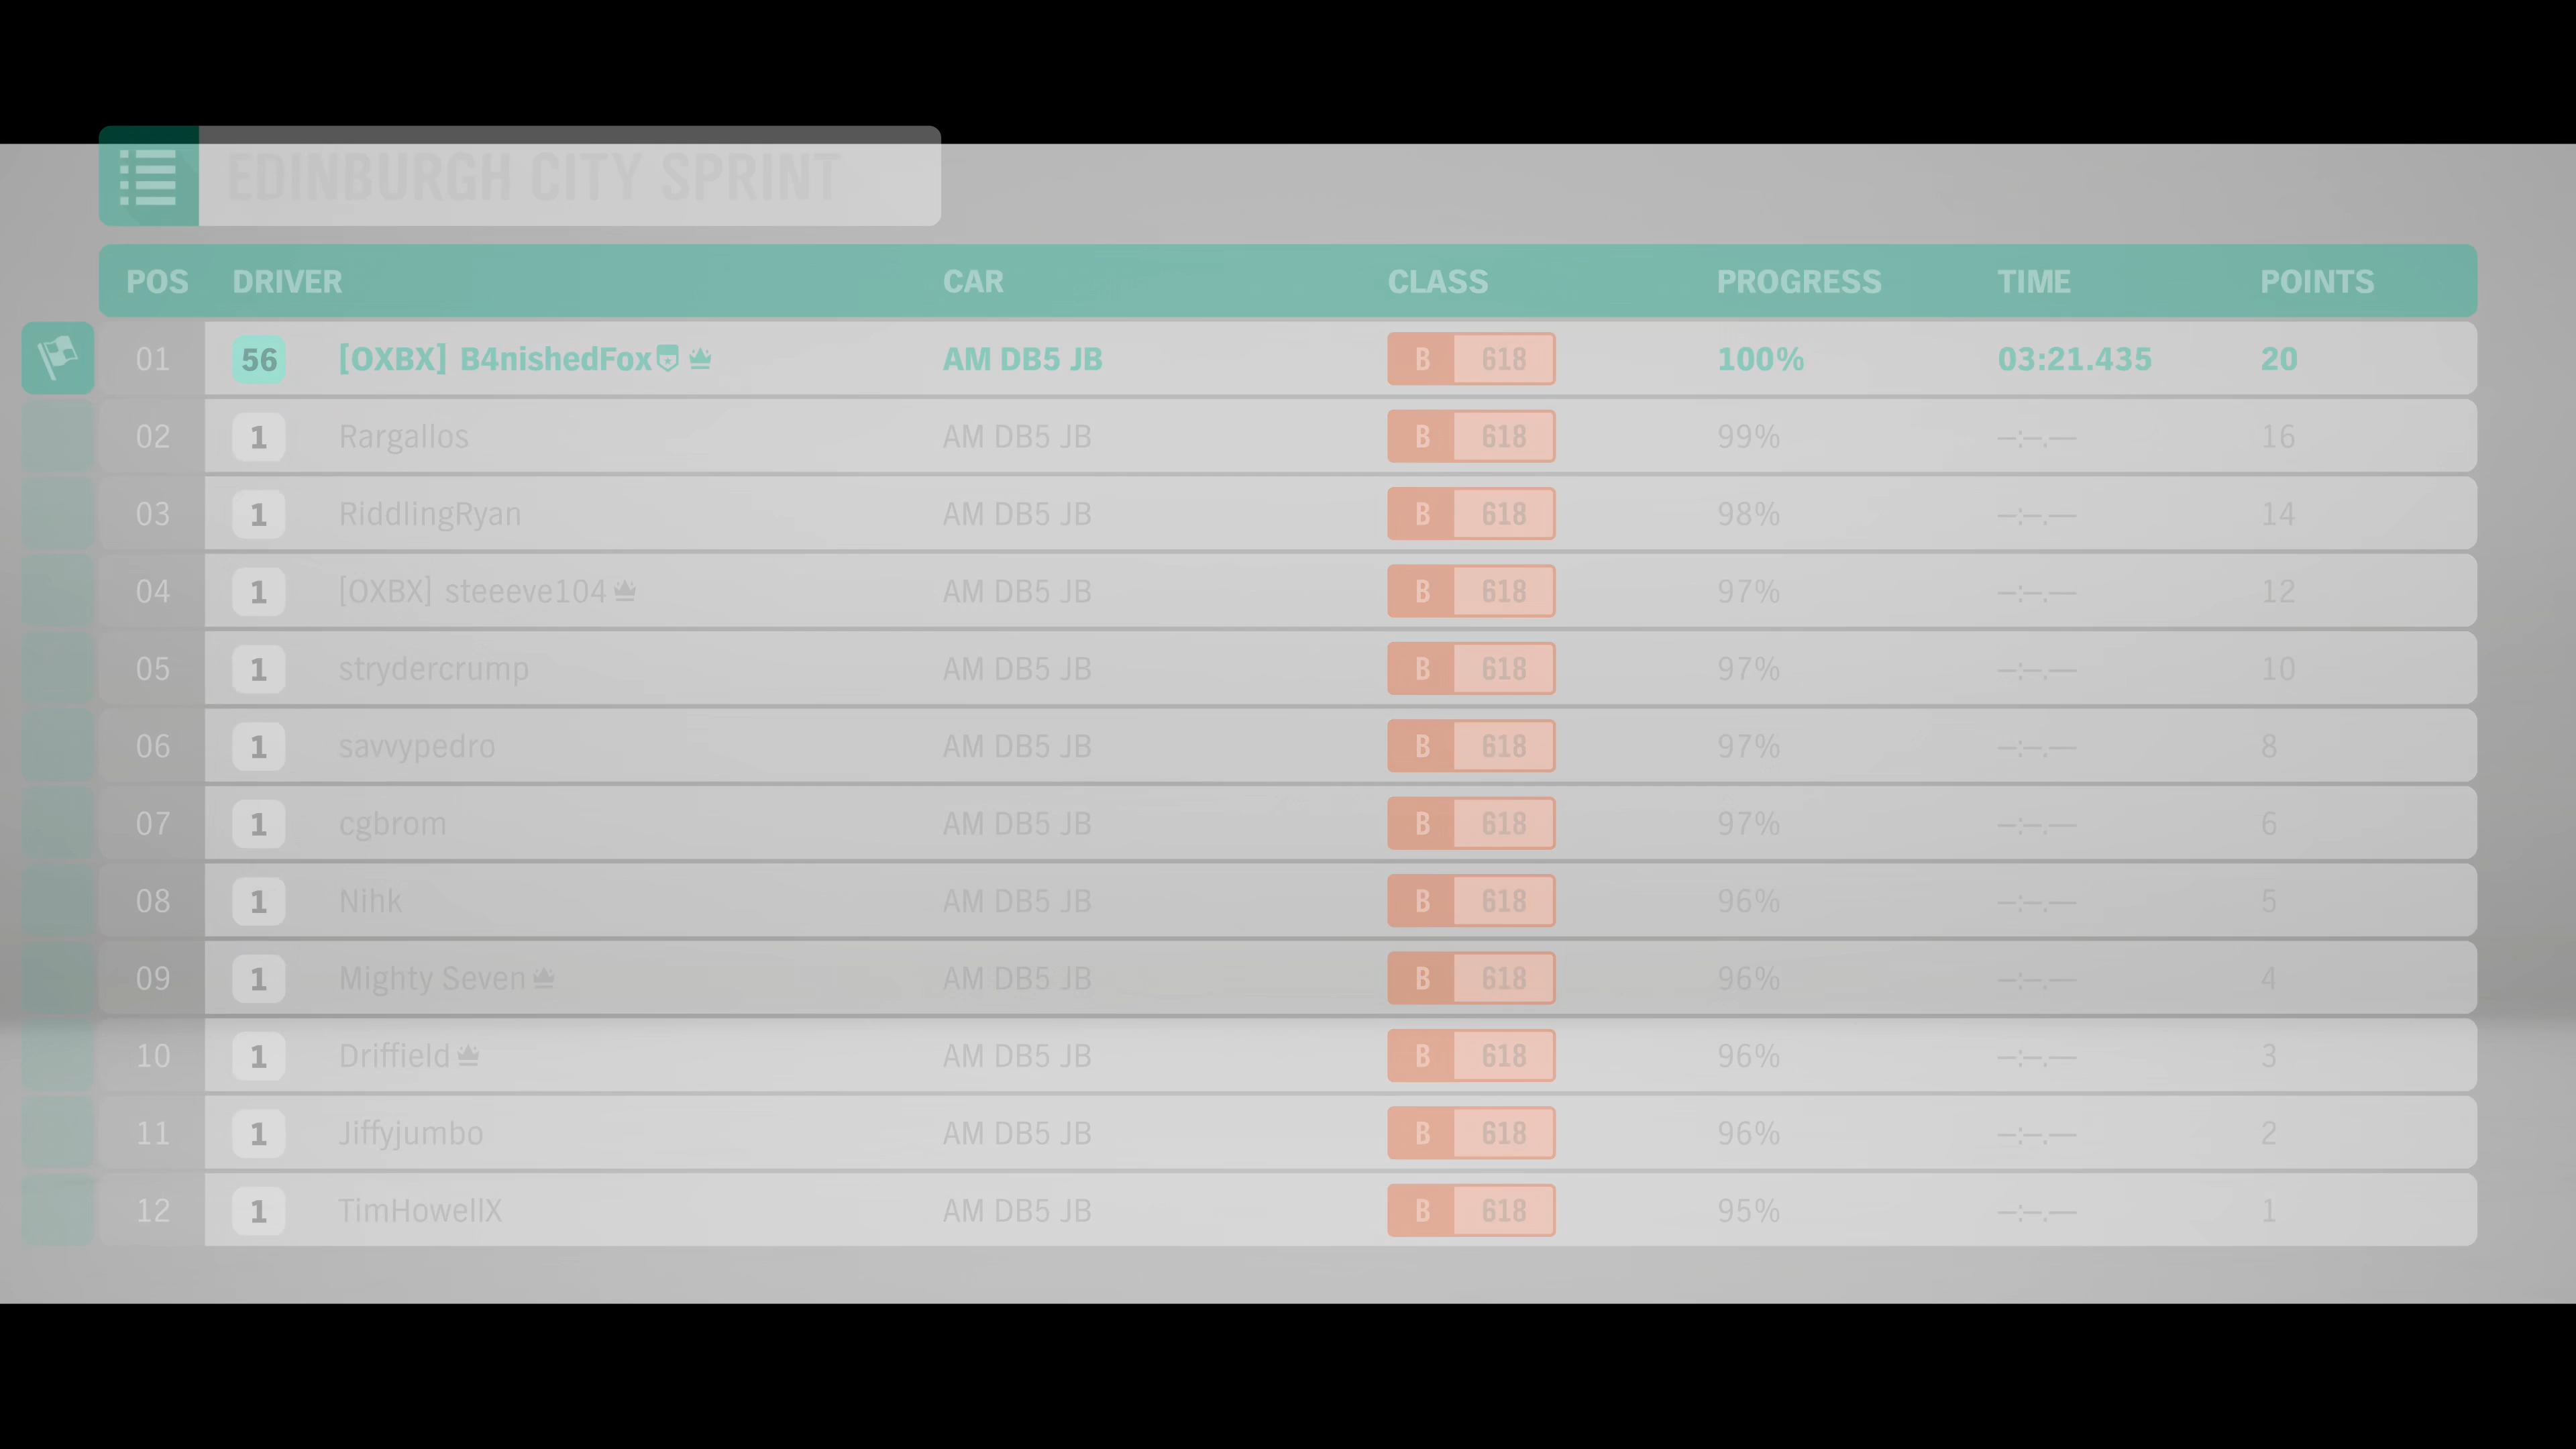 EDINBURGH CITY SPRINT
POS DRIVER CAR CLASS PROGRESS TIME POINTS
01 56 [OXBX] B4nishedFox AM DB5 JB B 618 100% 03:21.435 20
02 1 Rargallos AM DB5 JB B 618 99% --:--.--- 16
03 1 RiddlingRyan AM DB5 JB B 618 98% --:--.--- 14
04 1 [OXBX] steeeve104 AM DB5 JB B 618 97% --:--.--- 12
05 1 strydercrump AM DB5 JB B 618 97% --:--.--- 10
06 1 savvypedro AM DB5 JB B 618 97% --:--.--- 8
07 1 cgbrom AM DB5 JB B 618 97% --:--.--- 6
08 1 Nihk AM DB5 JB B 618 96% --:--.--- 5
09 1 Mighty Seven AM DB5 JB B 618 96% --:--.--- 4
10 1 Driffield AM DB5 JB B 618 96% --:--.--- 3
11 1 Jiffyjumbo AM DB5 JB B 618 96% --:--.--- 2
12 1 TimHowellX AM DB5 JB B 618 95% --:--.--- 1